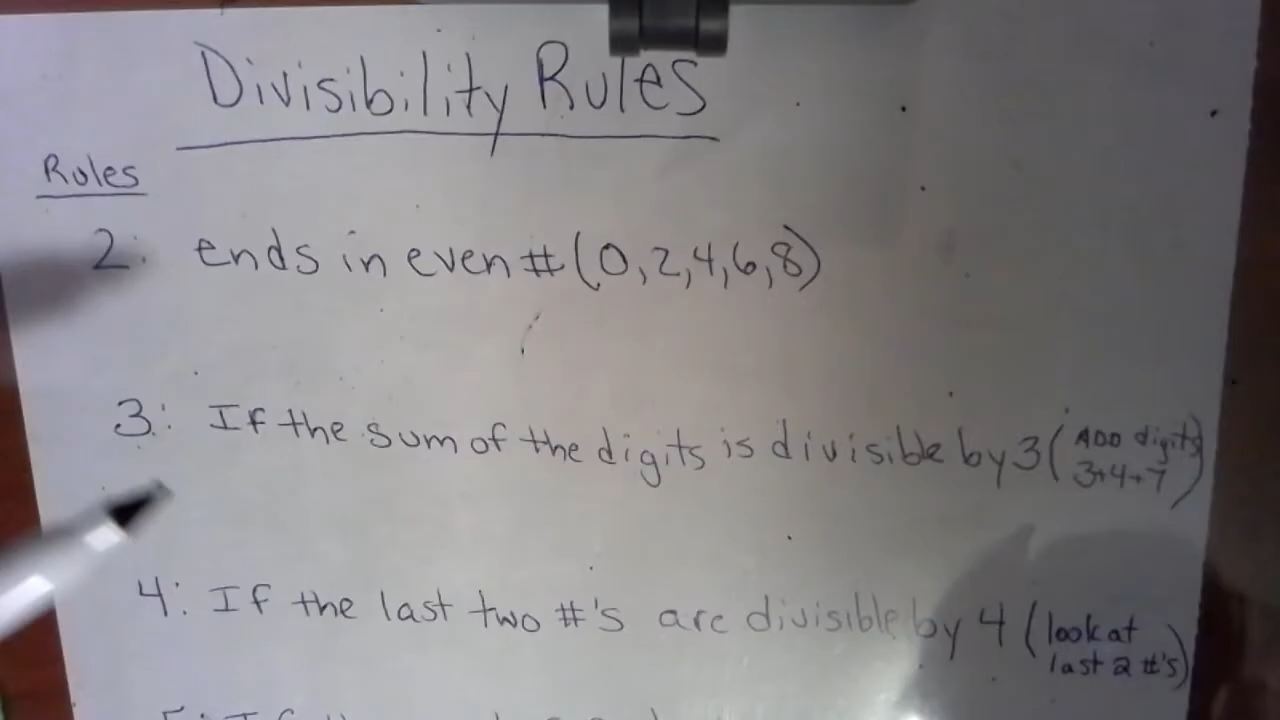 Divisibility Rules
Rules
2: ends in even # (0,2,4,6,8)
3: If the sum of the digits is divisible by 3 (ADD digits
3+4+7)
4: If the last two #'s are divisible by 4 (look at
last 2 #'s)
5: If